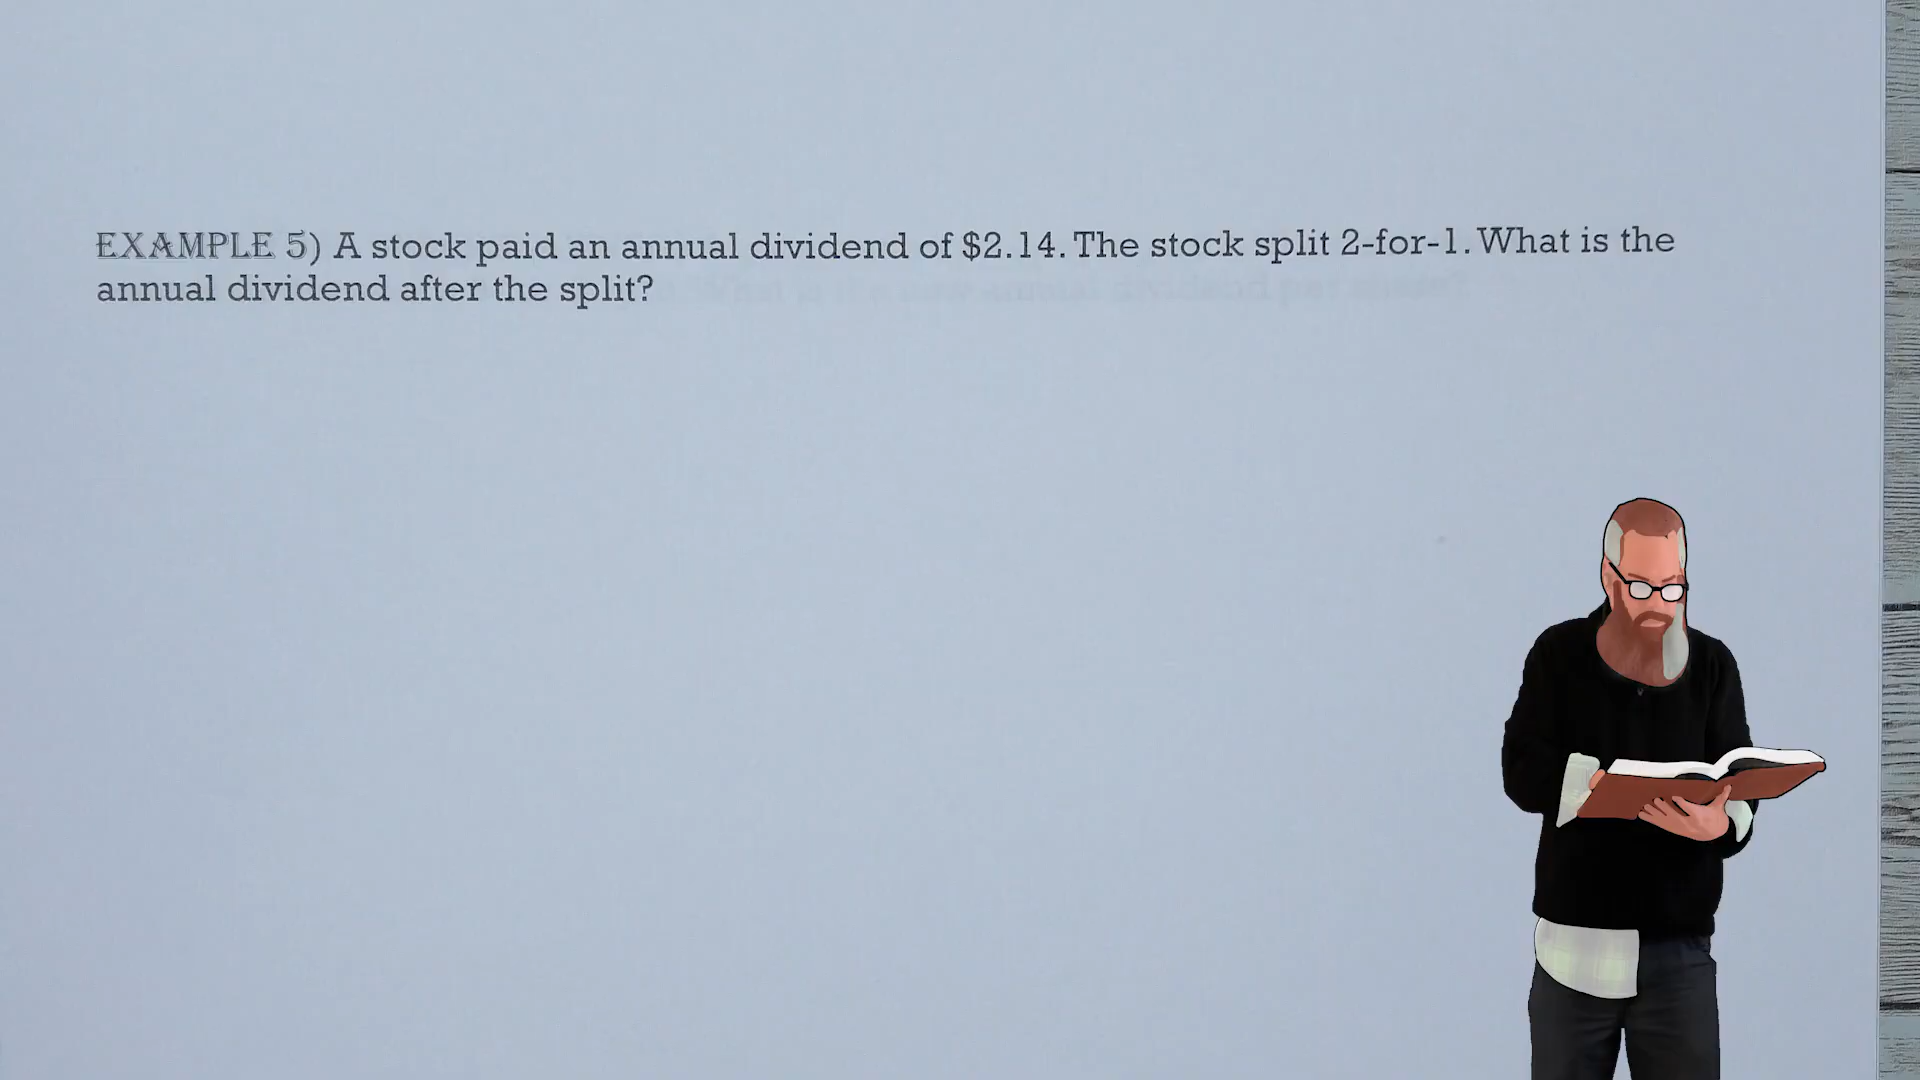 EXAMPLE 5) A stock paid an annual dividend of $2.14. The stock split 2-for-1. What is the
annual dividend after the split?